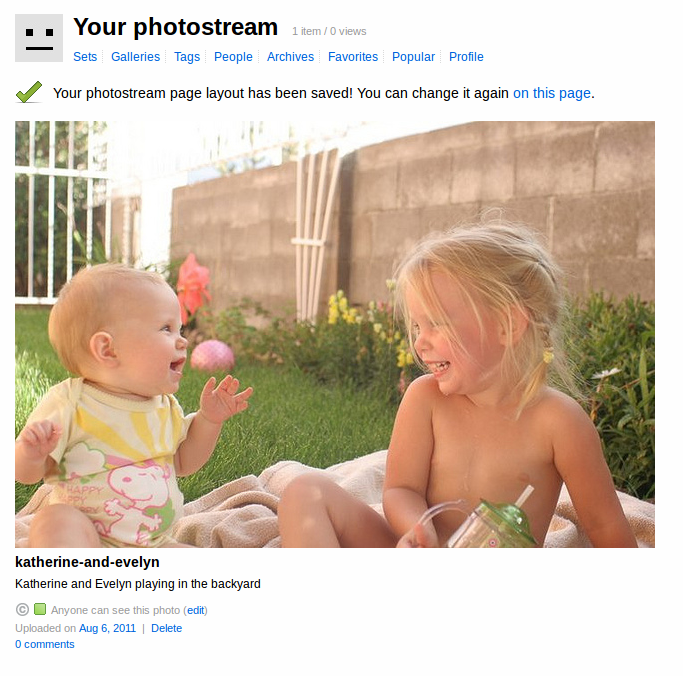 Your photostream 1 item / 0 views
Sets Galleries Tags People Archives Favorites Popular Profile
Your photostream page layout has been saved! You can change it again on this page.
HAPPY
katherine-and-evelyn
Katherine and Evelyn playing in the backyard
© Anyone can see this photo (edit)
Uploaded on Aug 6, 2011 | Delete
0 comments